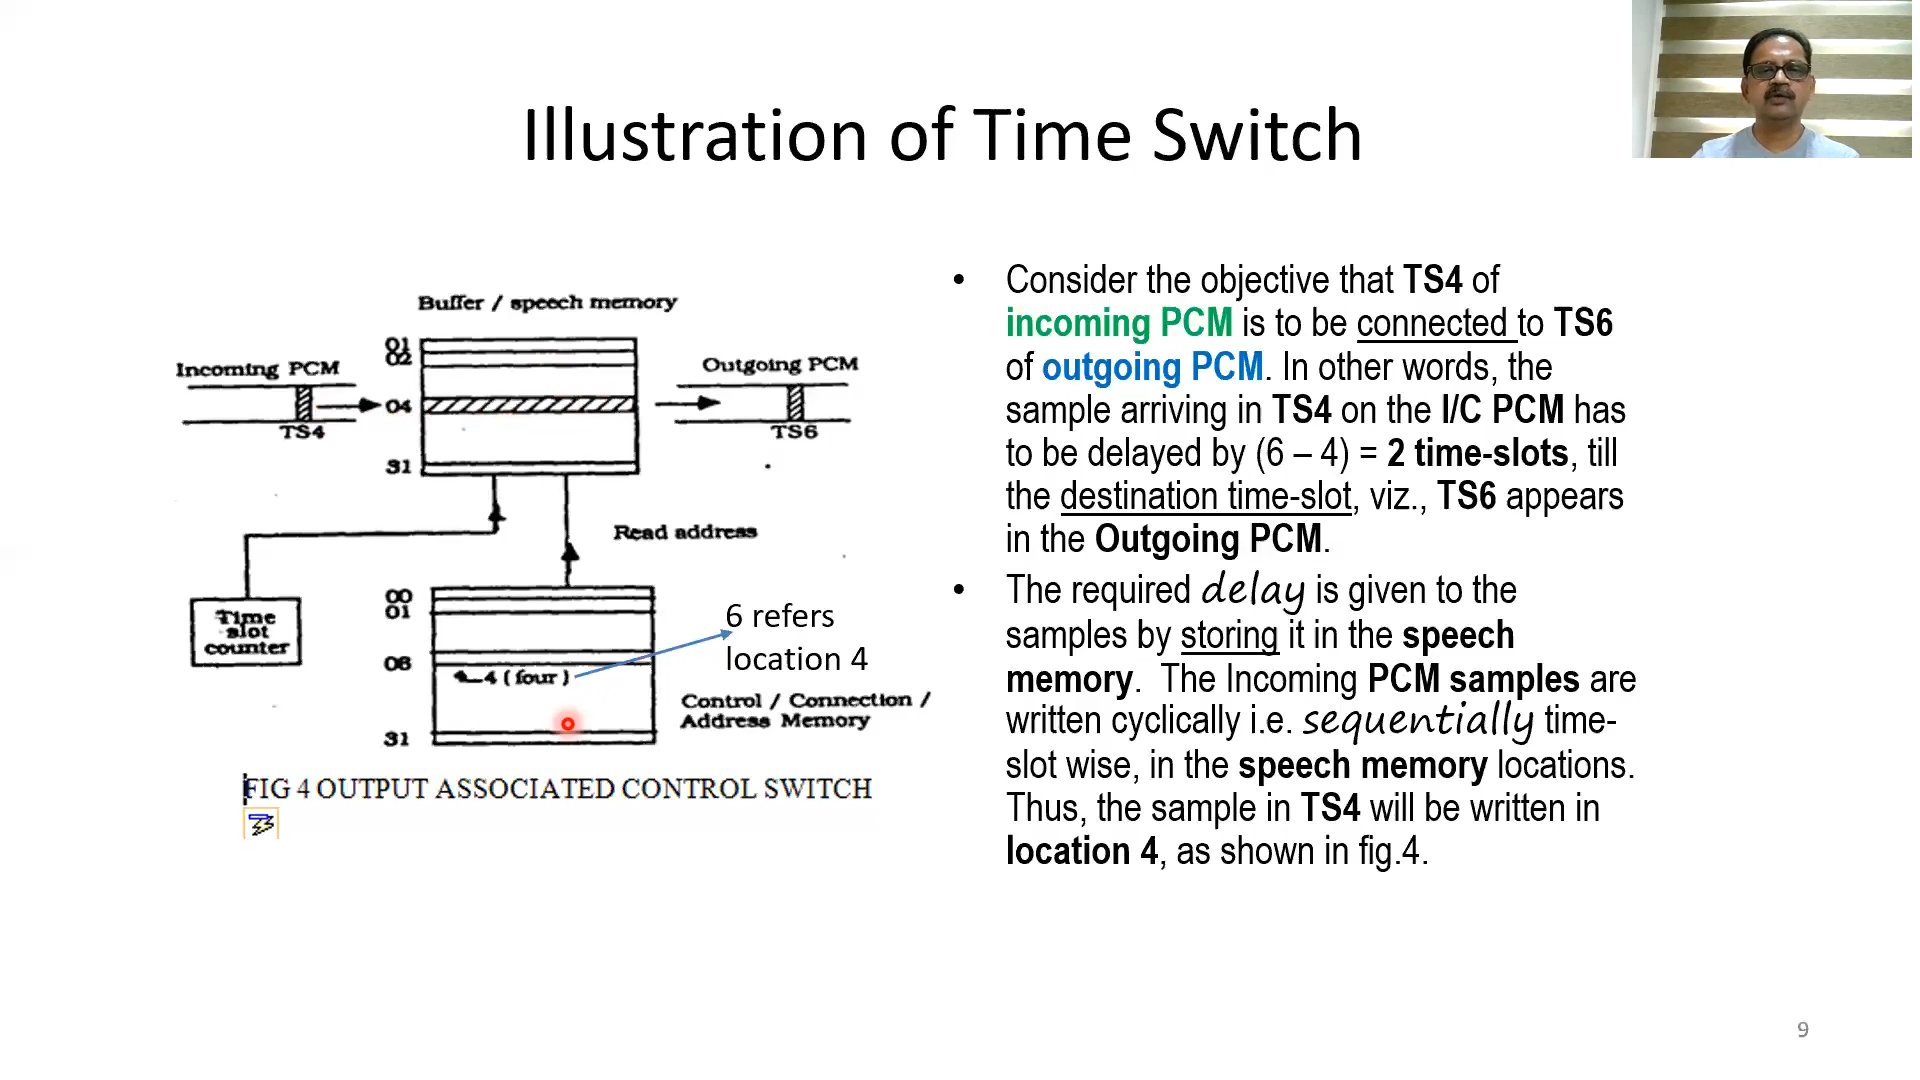 Illustration of Time Switch
Buffer / speech memory
01
02
Incoming PCM
Outgoing PCM
04
TS4
TS6
31
Read address
00
01
Time
slot
counter
06
4 ( four )
6 refers
location 4
Control / Connection /
Address Memory
31
FIG 4 OUTPUT ASSOCIATED CONTROL SWITCH
• Consider the objective that TS4 of
incoming PCM is to be connected to TS6
of outgoing PCM. In other words, the
sample arriving in TS4 on the I/C PCM has
to be delayed by (6 – 4) = 2 time-slots, till
the destination time-slot, viz., TS6 appears
in the Outgoing PCM.
• The required delay is given to the
samples by storing it in the speech
memory. The Incoming PCM samples are
written cyclically i.e. sequentially time-
slot wise, in the speech memory locations.
Thus, the sample in TS4 will be written in
location 4, as shown in fig.4.
9